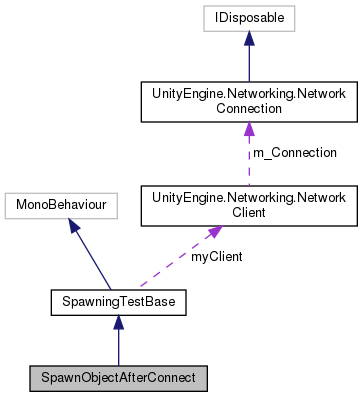 IDisposable
UnityEngine.Networking.Network
Connection
m_Connection
UnityEngine.Networking.Network
Client
MonoBehaviour
myClient
SpawningTestBase
SpawnObjectAfterConnect